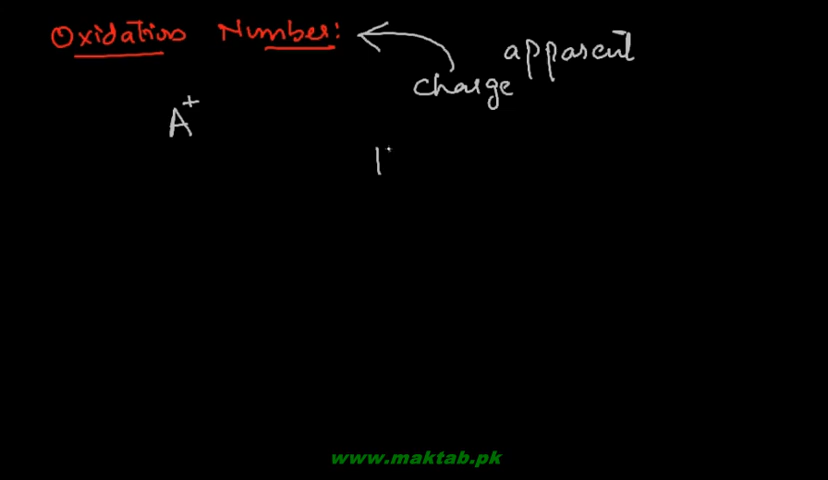 Oxidation Number:
apparent
charge
A+
www.maktab.pk